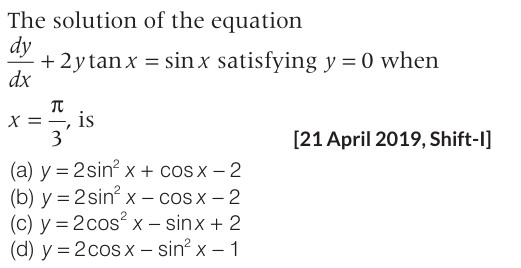 The solution of the equation
dy/dx + 2y tan x = sin x satisfying y = 0 when
x = π/3, is
[21 April 2019, Shift-I]
(a) y = 2sin² x + cos x – 2
(b) y = 2sin² x – cos x – 2
(c) y = 2cos² x – sin x + 2
(d) y = 2cos x – sin² x – 1